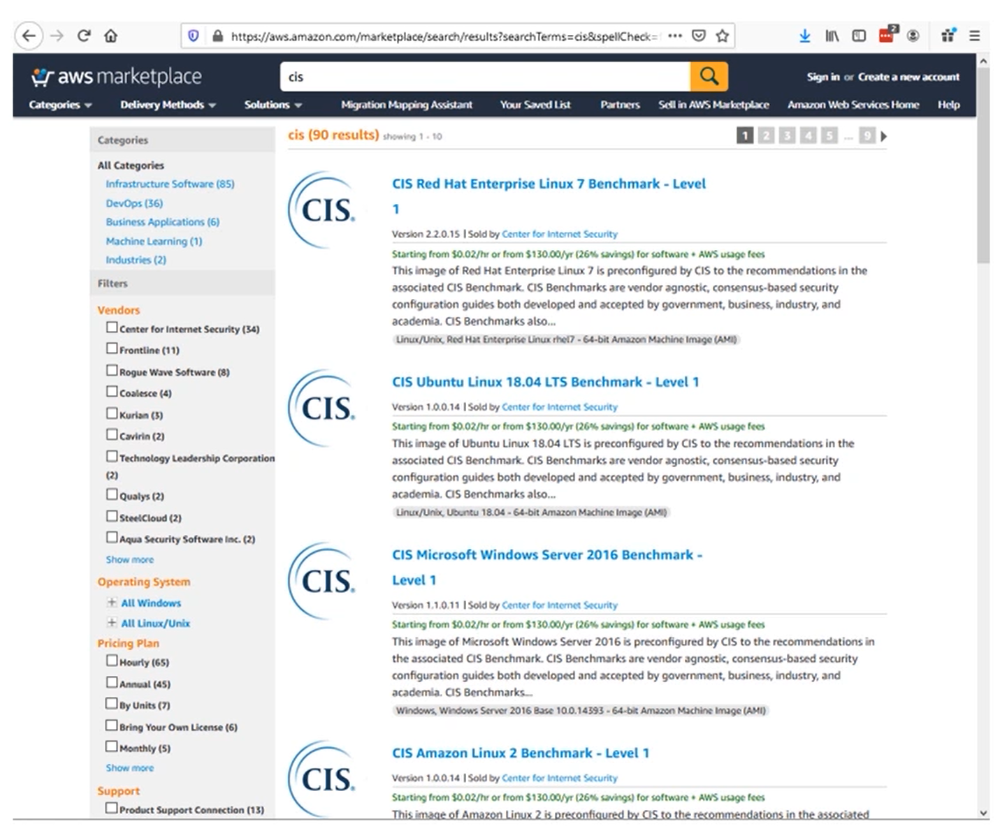 https://aws.amazon.com/marketplace/search/results?searchTerms=cis&spellCheck=
2
aws marketplace
cis
Sign in or Create a new account
Categories
Delivery Methods
Solutions
Migration Mapping Assistant
Your Saved List
Partners
Sell in AWS Marketplace
Amazon Web Services Home
Help
Categories
All Categories
Infrastructure Software (85)
DevOps (36)
Business Applications (6)
Machine Learning (1)
Industries (2)
Filters
Vendors
Center for Internet Security (34)
Frontline (11)
Rogue Wave Software (8)
Coalesce (4)
Kurian (3)
Cavirin (2)
Technology Leadership Corporation
(2)
Qualys (2)
SteelCloud (2)
Aqua Security Software Inc. (2)
Show more
Operating System
All Windows
All Linux/Unix
Pricing Plan
Hourly (65)
Annual (45)
By Units (7)
Bring Your Own License (6)
Monthly (5)
Show more
Support
Product Support Connection (13)
cis (90 results) showing 1 - 10
1 2 3 4 5 ... 9
CIS.
CIS Red Hat Enterprise Linux 7 Benchmark - Level
1
Version 2.2.0.15 | Sold by Center for Internet Security
Starting from $0.02/hr or from $130.00/yr (26% savings) for software + AWS usage fees
This image of Red Hat Enterprise Linux 7 is preconfigured by CIS to the recommendations in the
associated CIS Benchmark. CIS Benchmarks are vendor agnostic, consensus-based security
configuration guides both developed and accepted by government, business, industry, and
academia. CIS Benchmarks also...
Linux/Unix, Red Hat Enterprise Linux rhel7 - 64-bit Amazon Machine Image (AMI)
CIS.
CIS Ubuntu Linux 18.04 LTS Benchmark - Level 1
Version 1.0.0.14 | Sold by Center for Internet Security
Starting from $0.02/hr or from $130.00/yr (26% savings) for software + AWS usage fees
This image of Ubuntu Linux 18.04 LTS is preconfigured by CIS to the recommendations in the
associated CIS Benchmark. CIS Benchmarks are vendor agnostic, consensus-based security
configuration guides both developed and accepted by government, business, industry, and
academia. CIS Benchmarks also...
Linux/Unix, Ubuntu 18.04 - 64-bit Amazon Machine Image (AMI)
CIS.
CIS Microsoft Windows Server 2016 Benchmark -
Level 1
Version 1.1.0.11 | Sold by Center for Internet Security
Starting from $0.02/hr or from $130.00/yr (26% savings) for software + AWS usage fees
This image of Microsoft Windows Server 2016 is preconfigured by CIS to the recommendations in
the associated CIS Benchmark. CIS Benchmarks are vendor agnostic, consensus-based security
configuration guides both developed and accepted by government, business, industry, and
academia. CIS Benchmarks...
Windows, Windows Server 2016 Base 10.0.14393 - 64-bit Amazon Machine Image (AMI)
CIS.
CIS Amazon Linux 2 Benchmark - Level 1
Version 1.0.0.14 | Sold by Center for Internet Security
Starting from $0.02/hr or from $130.00/yr (26% savings) for software + AWS usage fees
This image of Amazon Linux 2 is preconfigured by CIS to the recommendations in the associated